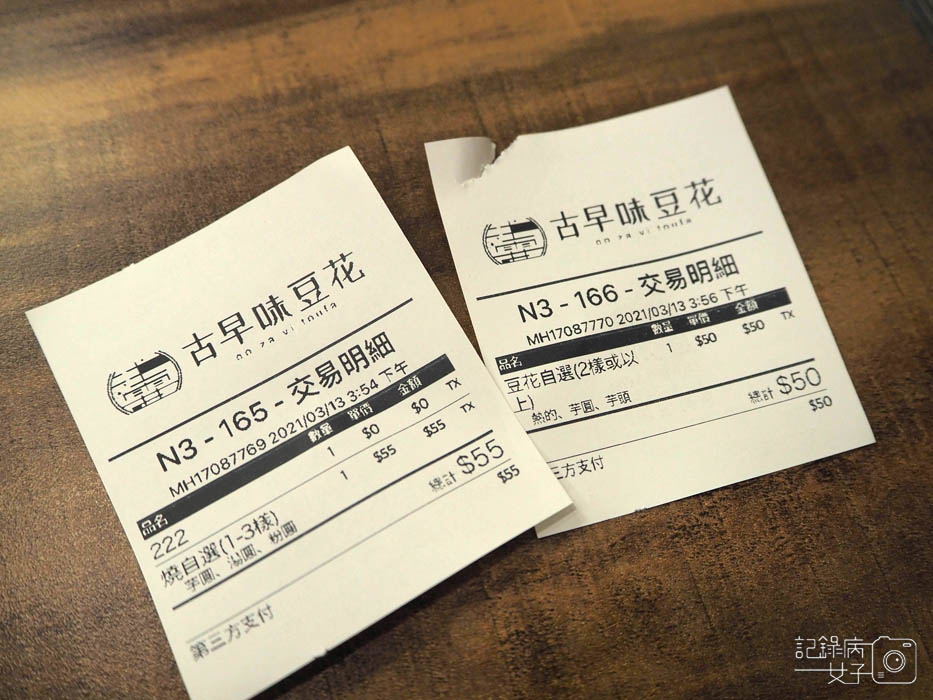 古早味豆花
on za vi toufa
N3 - 165 - 交易明細
MH17087769 2021/03/13 3:54 下午
品名 數量 單價 金額
222 1 $0 $0 TX
燒自選(1-3樣) 1 $55 $55 TX
芋圓、湯圓、粉圓
總計 $55
第三方支付 $55
古早味豆花
on za vi toufa
N3 - 166 - 交易明細
MH17087770 2021/03/13 3:56 下午
品名 數量 單價 金額
豆花自選(2樣或以 1 $50 $50 TX
上)
熱的、芋圓、芋頭
總計 $50
三方支付 $50
記錄病
女子